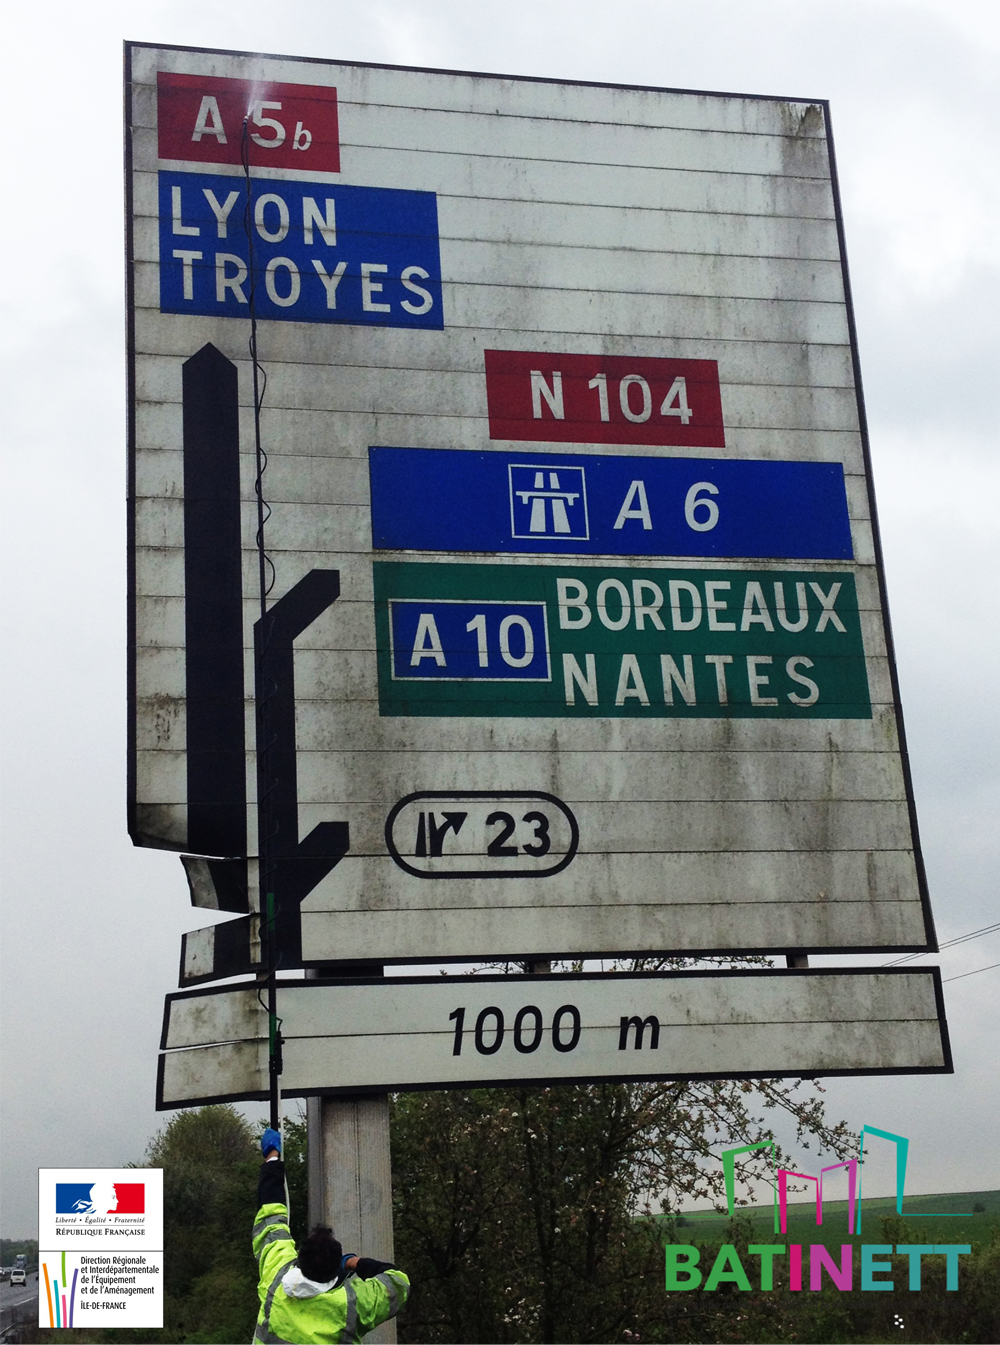 A 5b
LYON
TROYES
N 104
A 6
A 10
BORDEAUX
NANTES
23
1000 m
Liberté • Égalité • Fraternité
RÉPUBLIQUE FRANÇAISE
Direction Régionale
et Interdépartementale
de l'Équipement
et de l'Aménagement
ÎLE-DE-FRANCE
BATINETT